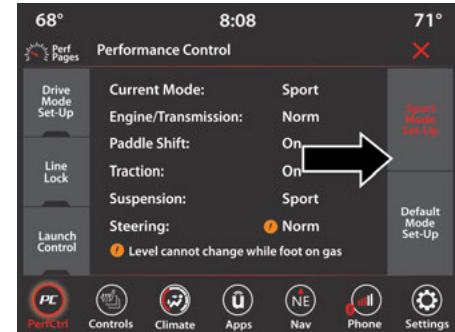 68°
8:08
71°
Perf
Pages
Performance Control
Drive
Mode
Set-Up
Line
Lock
Launch
Control
Current Mode: Sport
Engine/Transmission: Norm
Paddle Shift: On
Traction: On
Suspension: Sport
Steering: ! Norm
! Level cannot change while foot on gas
Sport
Mode
Set-Up
Default
Mode
Set-Up
PC
PerfCtrl
Controls
Climate
û
Apps
NE
Nav
Phone
Settings